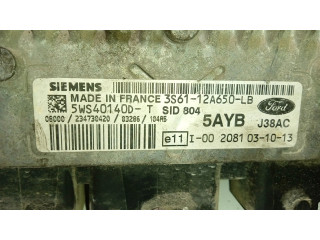 SIEMENS
MADE IN FRANCE 3S61-12A650-LB
5WS40140D- T SID 804
Ford
06000 / 234730420 / 83286 / 104R5
5AYB J38AC
e11 I-00 2081 03-10-13